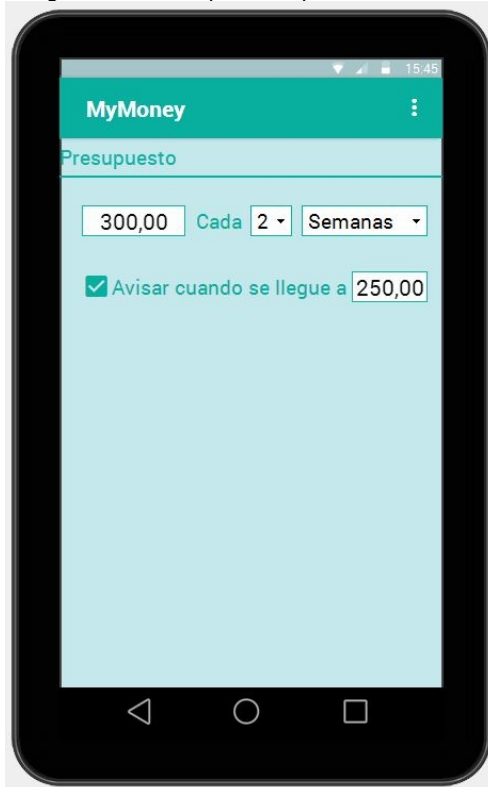 15:45
MyMoney
Presupuesto
300,00 Cada 2 Semanas
Avisar cuando se llegue a 250,00